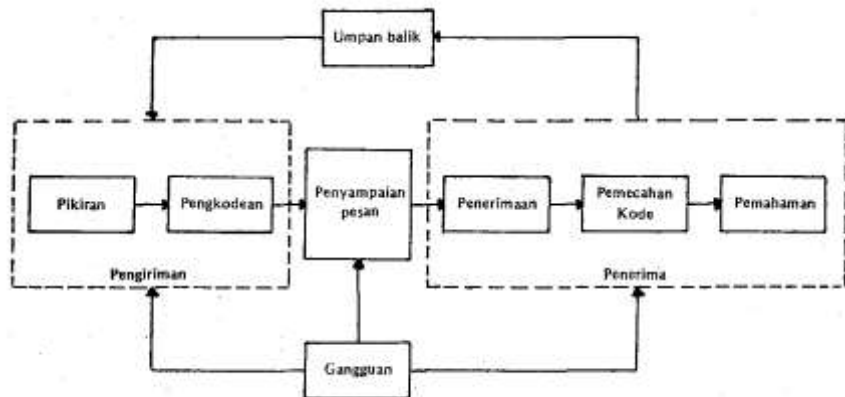 Umpan balik
Pikiran
Pengkodean
Penyampaian
pesan
Penerimaan
Pemecahan
Kode
Pemahaman
Pengiriman
Penerima
Gangguan